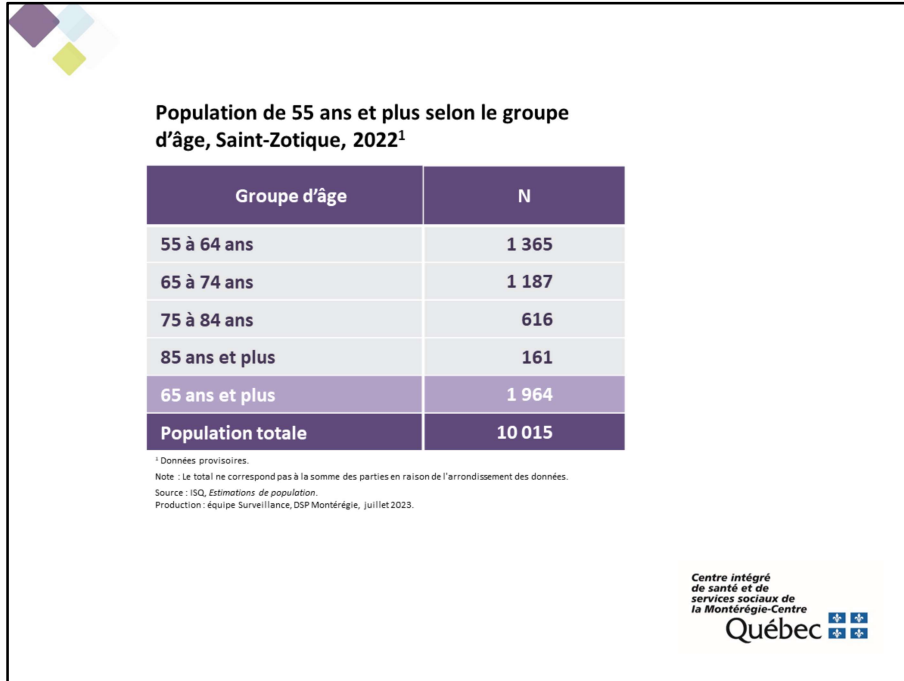 Population de 55 ans et plus selon le groupe
d’âge, Saint-Zotique, 2022¹
Groupe d’âge N
55 à 64 ans 1 365
65 à 74 ans 1 187
75 à 84 ans 616
85 ans et plus 161
65 ans et plus 1 964
Population totale 10 015
¹ Données provisoires.
Note : Le total ne correspond pas à la somme des parties en raison de l’arrondissement des données.
Source : ISQ, Estimations de population.
Production : équipe Surveillance, DSP Montérégie, juillet 2023.
Centre intégré
de santé et de
services sociaux de
la Montérégie-Centre
Québec